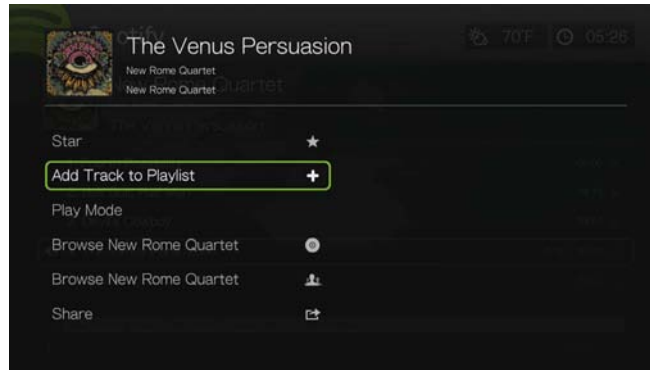 The Venus Persuasion
70°F
05:26
New Rome Quartet
New Rome Quartet
Star
Add Track to Playlist
Play Mode
Browse New Rome Quartet
Browse New Rome Quartet
Share